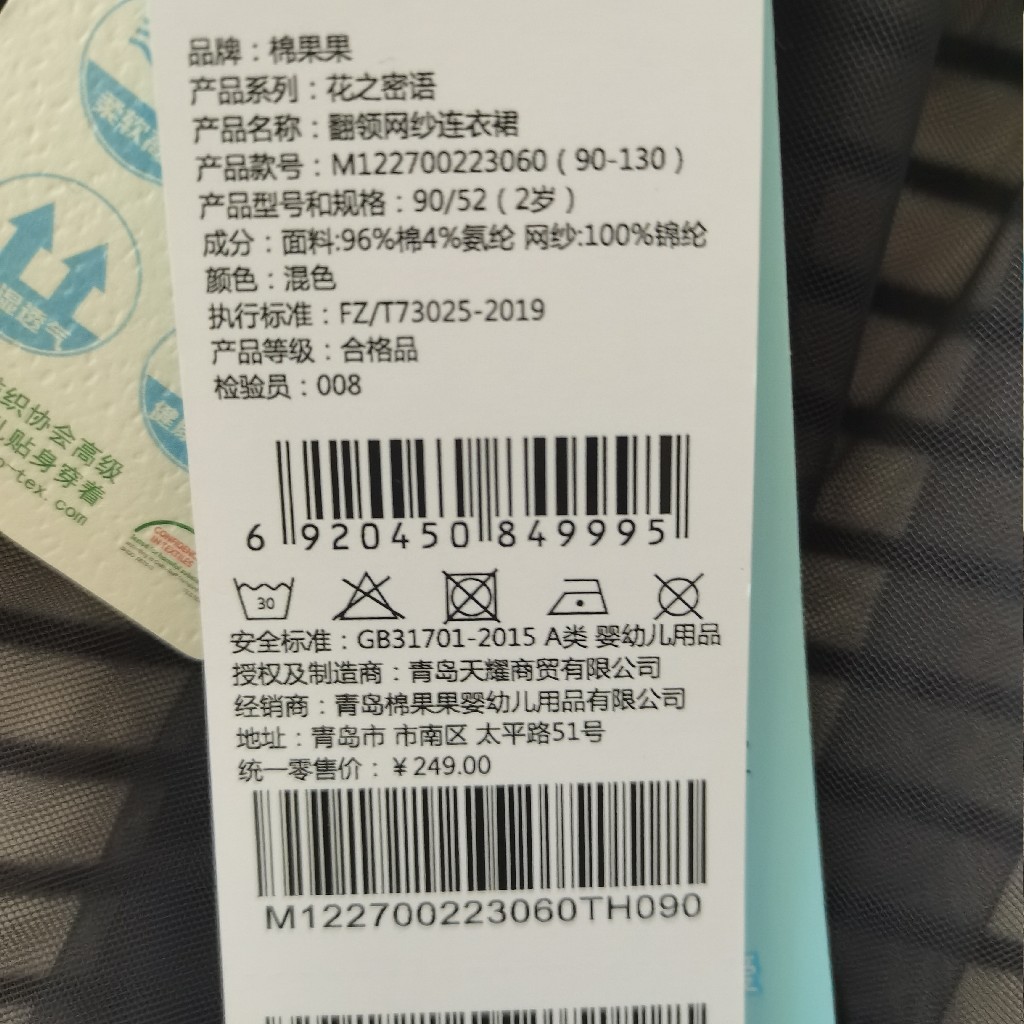 品牌：棉果果
产品系列：花之密语
产品名称：翻领网纱连衣裙
产品款号：M122700223060（90-130）
产品型号和规格：90/52（2岁）
成分：面料:96%棉4%氨纶 网纱:100%锦纶
颜色：混色
执行标准：FZ/T73025-2019
产品等级：合格品
检验员：008
6 920450 849995
30
安全标准：GB31701-2015 A类 婴幼儿用品
授权及制造商：青岛天耀商贸有限公司
经销商：青岛棉果果婴幼儿用品有限公司
地址：青岛市 市南区 太平路51号
统一零售价：￥249.00
M122700223060TH090
柔软
湿透气
健
织协会高级
贴身穿着
-tex.com
CONFIDENCE
IN TEXTILES